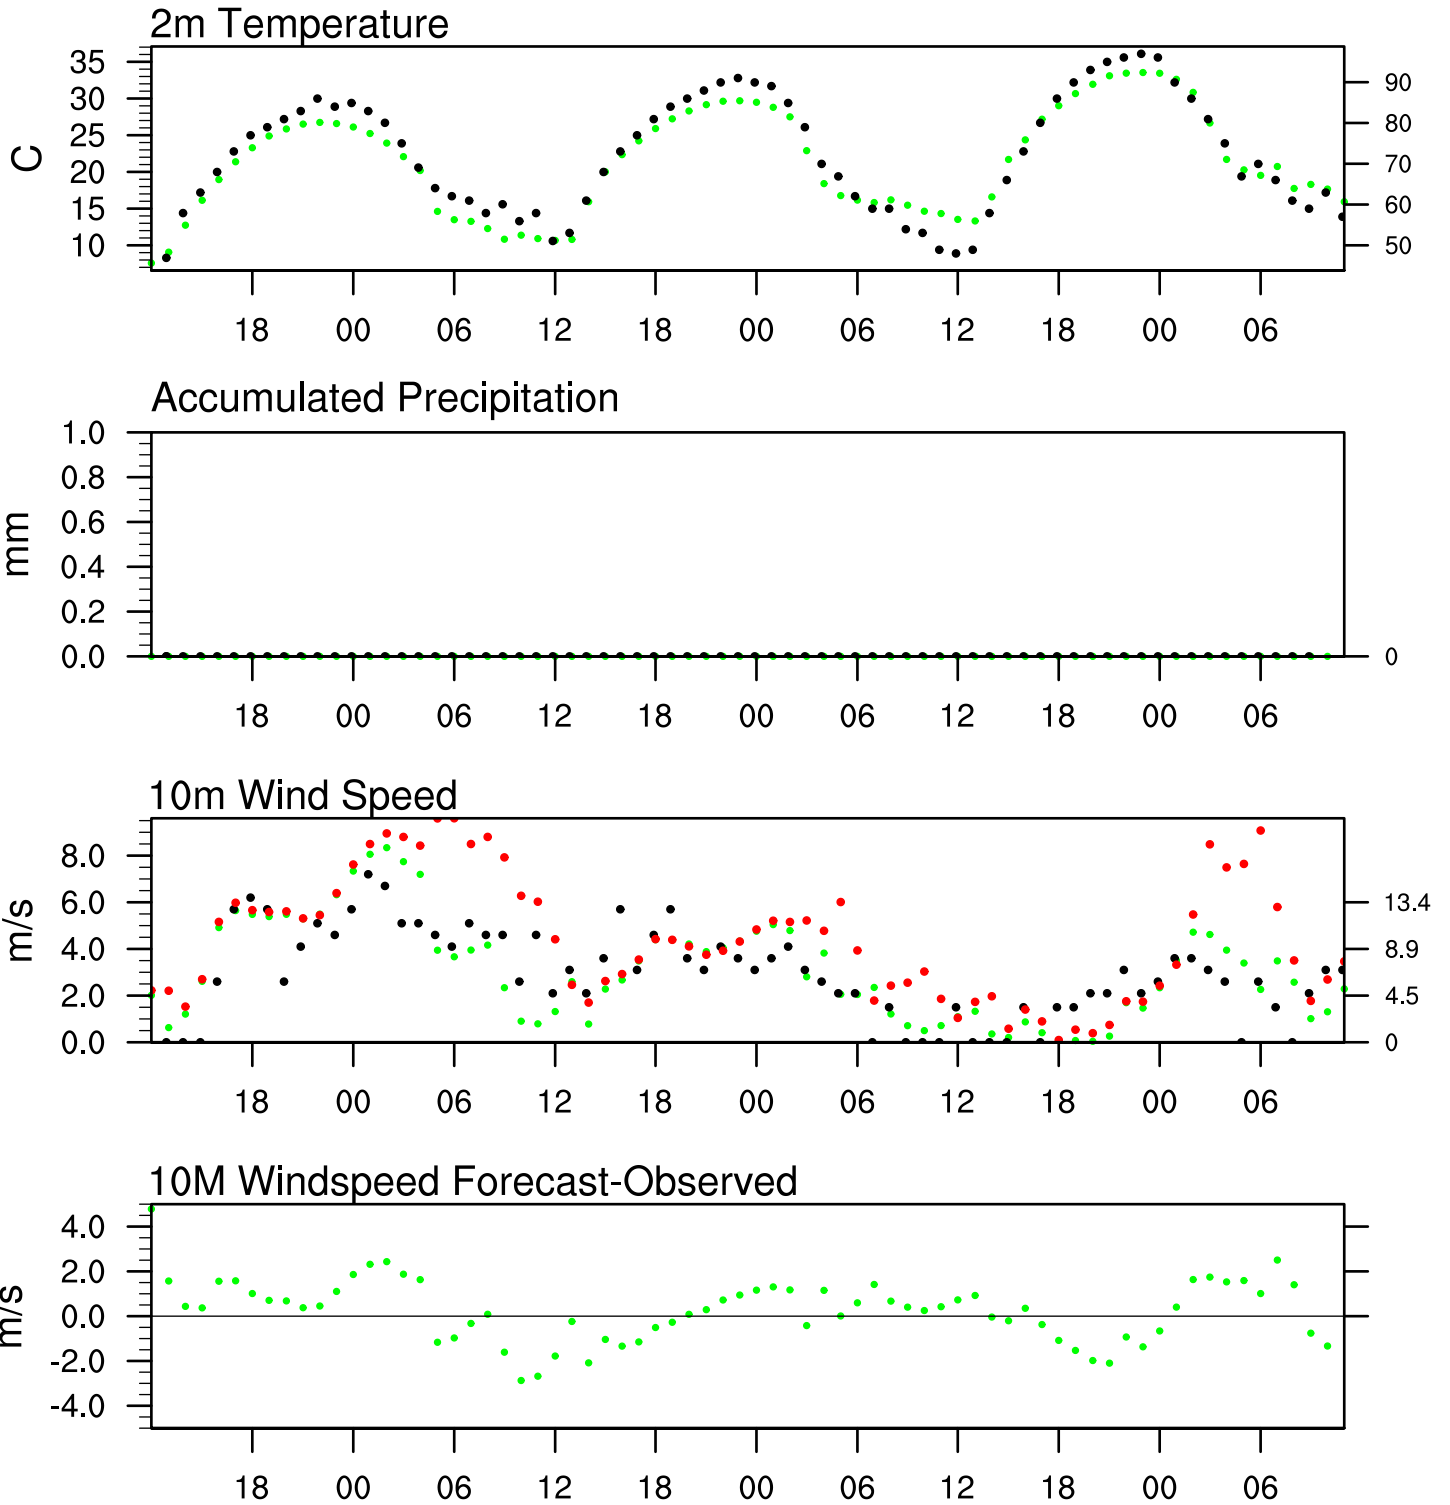 2m Temperature
35
30
25
20
15
10
C
90
80
70
60
50
18 00 06 12 18 00 06 12 18 00 06
Accumulated Precipitation
1.0
0.8
0.6
0.4
0.2
0.0
mm
0
18 00 06 12 18 00 06 12 18 00 06
10m Wind Speed
8.0
6.0
4.0
2.0
0.0
m/s
13.4
8.9
4.5
0
18 00 06 12 18 00 06 12 18 00 06
10M Windspeed Forecast-Observed
4.0
2.0
0.0
-2.0
-4.0
m/s
18 00 06 12 18 00 06 12 18 00 06